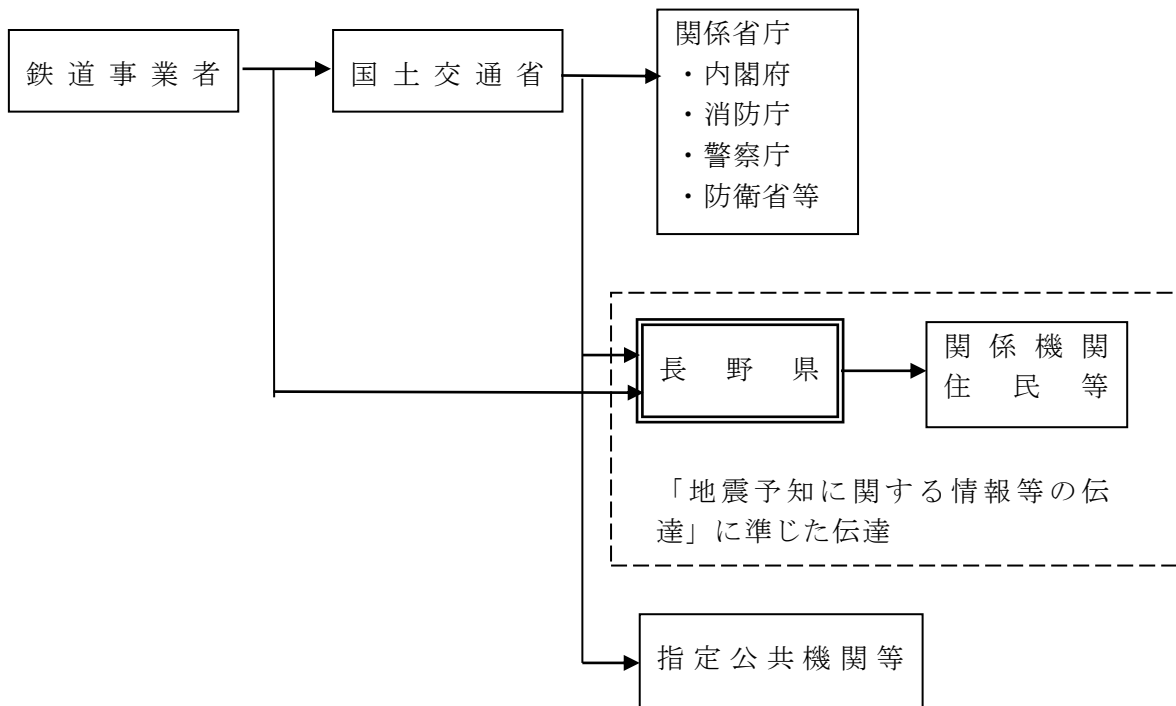 鉄道事業者
国土交通省
関係省庁
・内閣府
・消防庁
・警察庁
・防衛省等
長野県
関係機関
住民等
「地震予知に関する情報等の伝
達」に準じた伝達
指定公共機関等